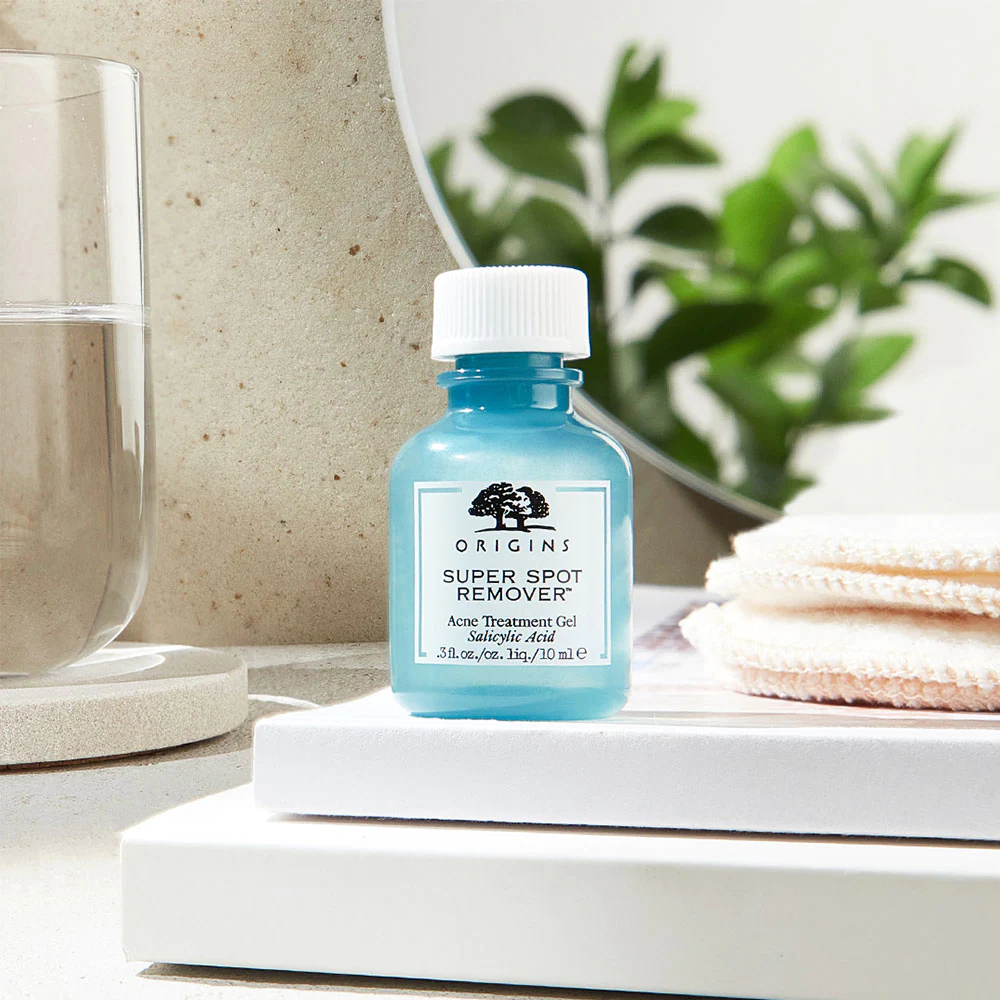 ORIGINS
SUPER SPOT
REMOVER™
Acne Treatment Gel
Salicylic Acid
.3 fl.oz./oz. liq./10 ml ℮